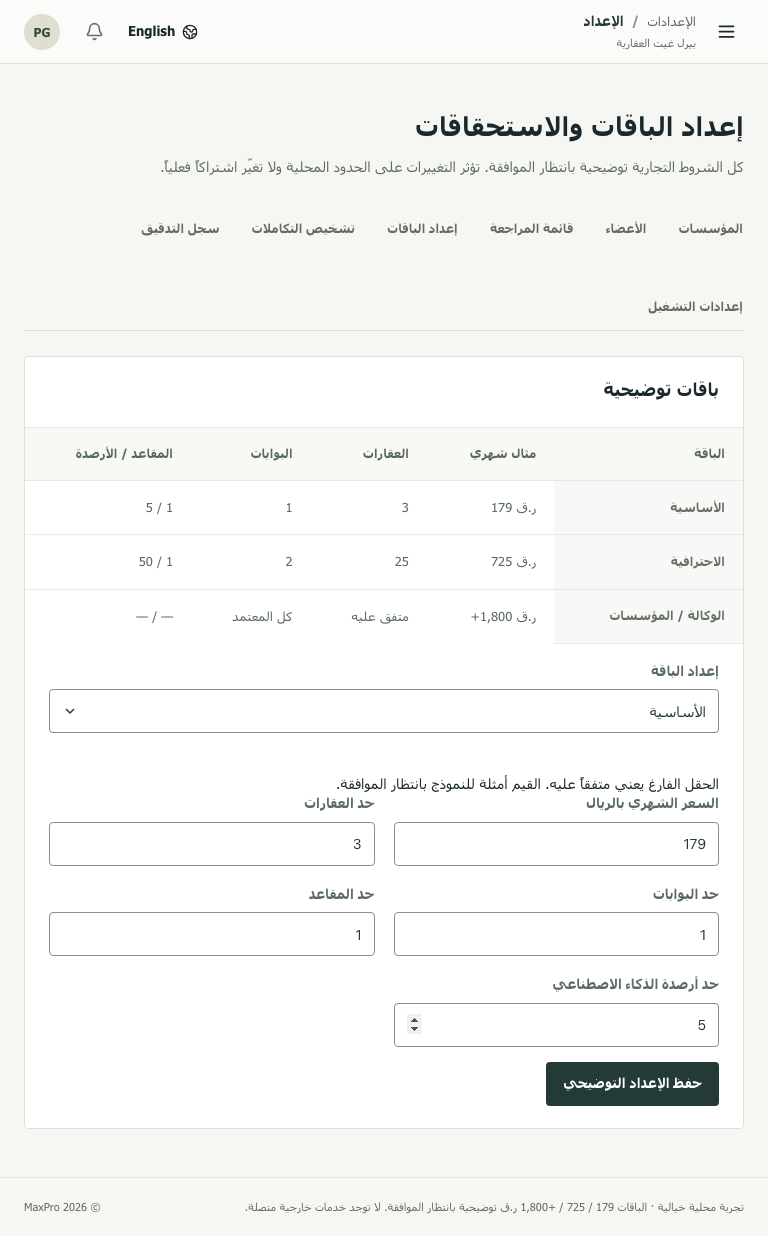 الإعدادات / الإعداد
بيرل غيت العقارية
English
PG
إعداد الباقات والاستحقاقات
كل الشروط التجارية توضيحية بانتظار الموافقة. تؤثر التغييرات على الحدود المحلية ولا تغيّر اشتراكاً فعلياً.
المؤسسات الأعضاء قائمة المراجعة إعداد الباقات تشخيص التكاملات سجل التدقيق
إعدادات التشغيل
باقات توضيحية
الباقة مثال شهري العقارات البوابات المقاعد / الأرصدة
الأساسية ر.ق 179 3 1 1 / 5
الاحترافية ر.ق 725 25 2 1 / 50
الوكالة / المؤسسات ر.ق 1,800+ متفق عليه كل المعتمد — / —
إعداد الباقة
الأساسية
الحقل الفارغ يعني متفقاً عليه. القيم أمثلة للنموذج بانتظار الموافقة.
السعر الشهري بالريال حد العقارات
179 3
حد البوابات حد المقاعد
1 1
حد أرصدة الذكاء الاصطناعي
5
حفظ الإعداد التوضيحي
تجربة محلية خيالية · الباقات 179 / 725 / 1,800+ ر.ق توضيحية بانتظار الموافقة. لا توجد خدمات خارجية متصلة.
© 2026 MaxPro